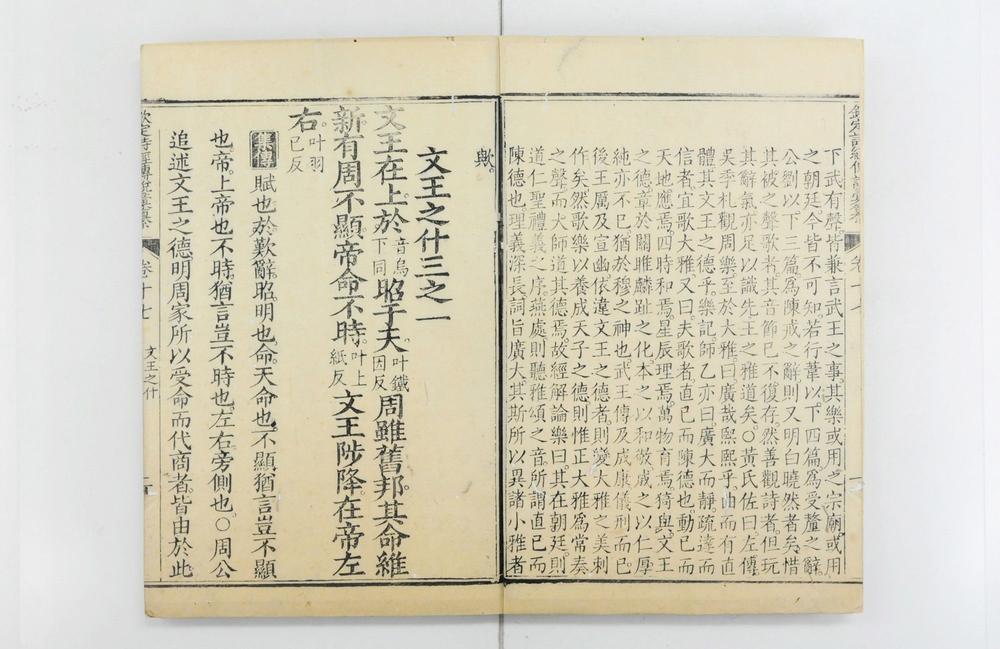 欽定詩經傳說彙纂
卷十七
下武有聲皆兼言武王之事其樂或用之宗廟或用
之朝廷今皆不可知若行葦以下四篇爲受釐之辭
公劉以下三篇爲陳戒之辭則又明白曉然者矣惜
其被之聲歌者其音節已不復存然善觀詩者但玩
其辭氣亦足以識先王之雅道矣○黃氏佐曰左傳
吳季札觀周樂至於大雅曰廣哉熙熙乎曲而有直
體其文王之德乎樂記師乙亦曰廣大而靜疏達而
信者宜歌大雅又曰夫歌者直已而陳德也動已而
天地應焉四時和焉星辰理焉萬物育焉猗與文王
之德章於關睢麟趾之化本之以和敬成之以仁厚
純亦不已猶於穆之神也武王傳及成康儀刑而已
後王厲及宣幽依違文王之德者則變大雅之美刺
作矣然歌樂以養成天子之德則惟正大雅爲常奏
之聲而大師道其德焉故經解論樂曰其在朝廷則
道仁聖禮義之序燕處則聽雅頌之音所謂直已而
陳德也理義深長詞旨廣大其斯所以異諸小雅者
歟
文王之什三之一
文王在上於音烏下同昭于天叶鐵因反周雖舊邦其命維
新有周不顯帝命不時叶上紙反文王陟降在帝左
右叶羽已反
集傳 賦也於歎辭昭明也命天命也不顯猶言豈不顯
也帝上帝也不時猶言豈不時也左右旁側也○周公
追述文王之德明周家所以受命而代商者皆由於此
欽定詩經傳說彙纂
卷十七
文王之什